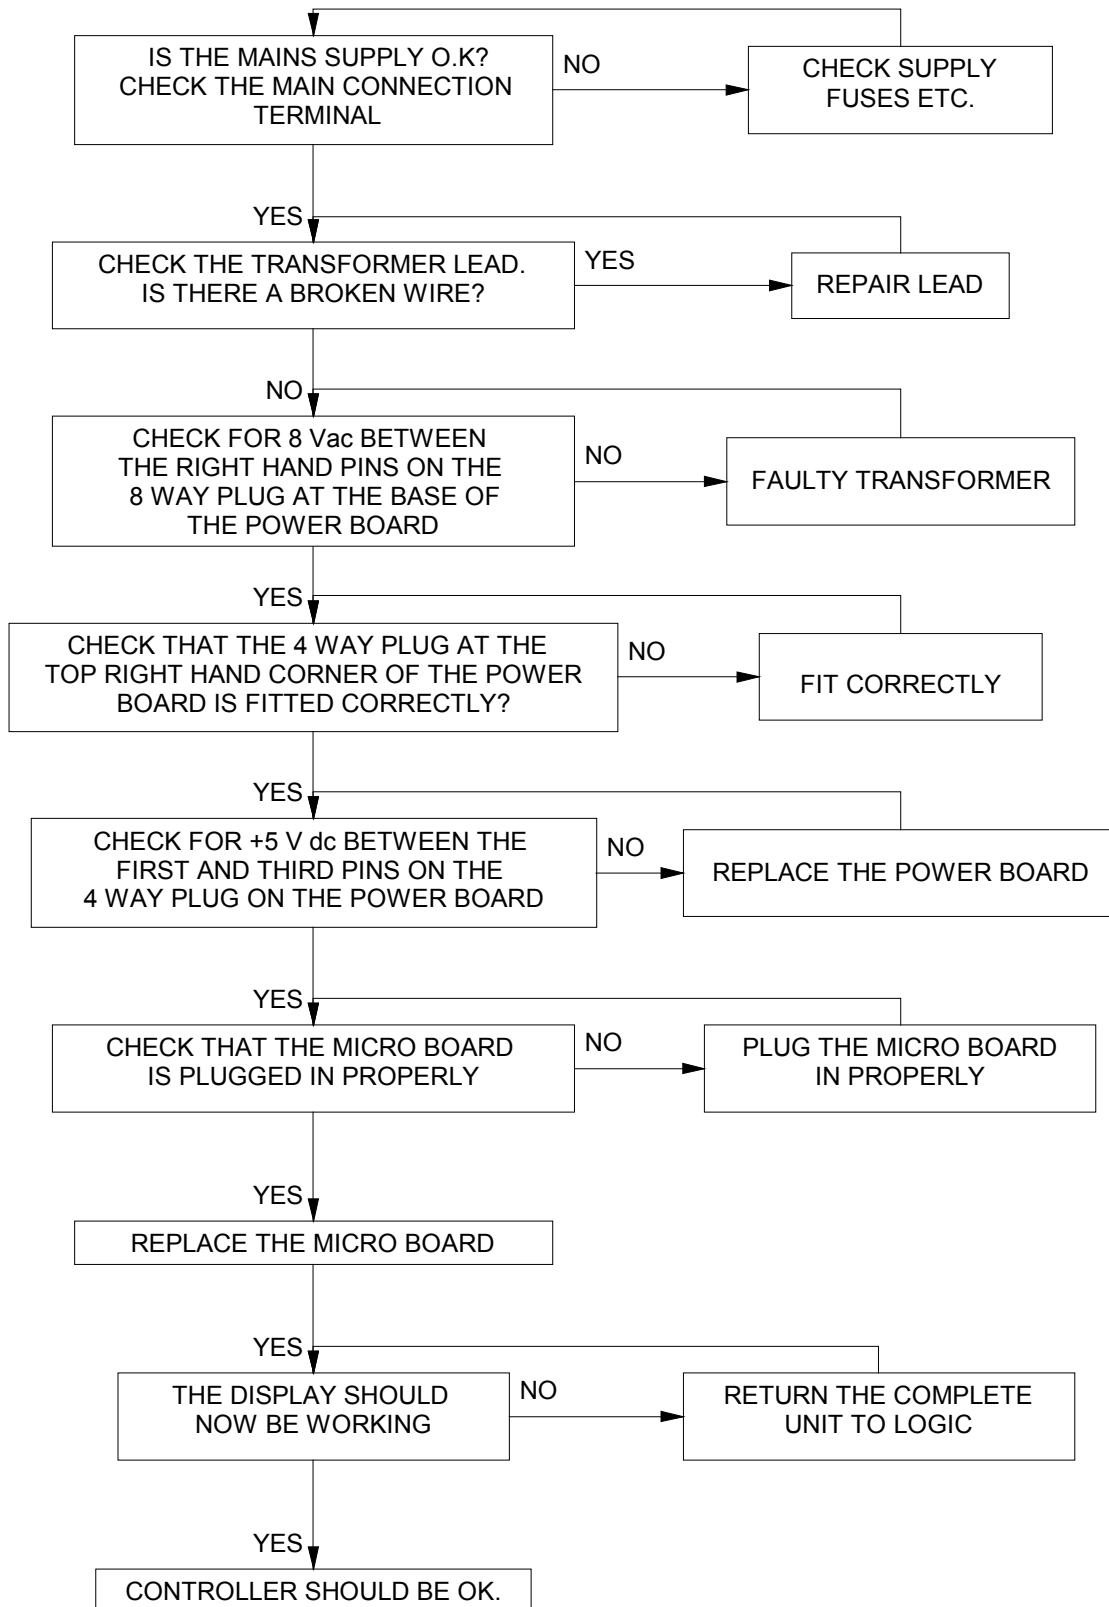 IS THE MAINS SUPPLY O.K?
CHECK THE MAIN CONNECTION
TERMINAL
NO
CHECK SUPPLY
FUSES ETC.
YES
CHECK THE TRANSFORMER LEAD.
IS THERE A BROKEN WIRE?
YES
REPAIR LEAD
NO
CHECK FOR 8 Vac BETWEEN
THE RIGHT HAND PINS ON THE
8 WAY PLUG AT THE BASE OF
THE POWER BOARD
NO
FAULTY TRANSFORMER
YES
CHECK THAT THE 4 WAY PLUG AT THE
TOP RIGHT HAND CORNER OF THE POWER
BOARD IS FITTED CORRECTLY?
NO
FIT CORRECTLY
YES
CHECK FOR +5 V dc BETWEEN THE
FIRST AND THIRD PINS ON THE
4 WAY PLUG ON THE POWER BOARD
NO
REPLACE THE POWER BOARD
YES
CHECK THAT THE MICRO BOARD
IS PLUGGED IN PROPERLY
NO
PLUG THE MICRO BOARD
IN PROPERLY
YES
REPLACE THE MICRO BOARD
YES
THE DISPLAY SHOULD
NOW BE WORKING
NO
RETURN THE COMPLETE
UNIT TO LOGIC
YES
CONTROLLER SHOULD BE OK.